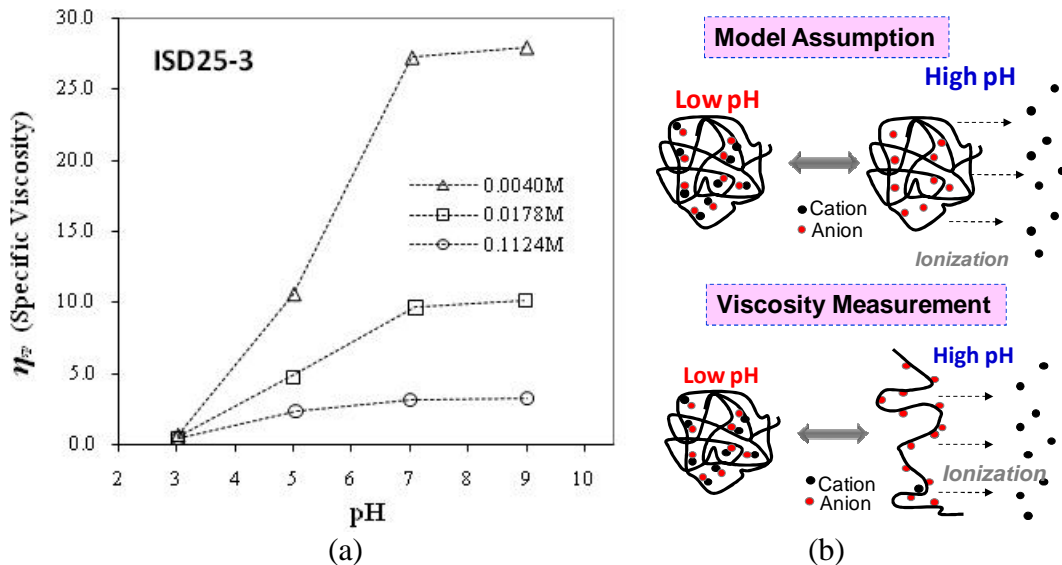 30.0
25.0
20.0
15.0
10.0
5.0
0.0
ηsp (Specific Viscosity)
ISD25-3
0.0040M
0.0178M
0.1124M
2 3 4 5 6 7 8 9 10
pH
(a)
Model Assumption
High pH
Low pH
Cation
Anion
Ionization
Viscosity Measurement
High pH
Low pH
Ionization
Cation
Anion
(b)